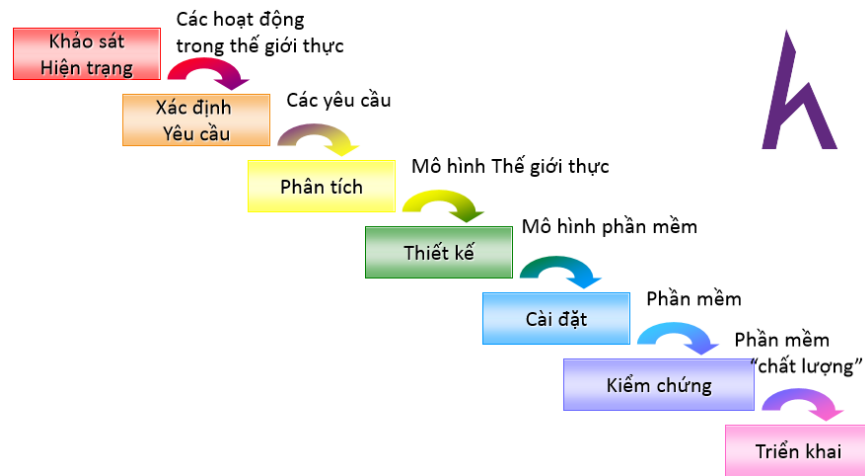 Các hoạt động
trong thế giới thực
Khảo sát
Hiện trạng
Các yêu cầu
Xác định
Yêu cầu
Mô hình Thế giới thực
Phân tích
Mô hình phần mềm
Thiết kế
Phần mềm
Cài đặt
Phần mềm
“chất lượng”
Kiểm chứng
Triển khai